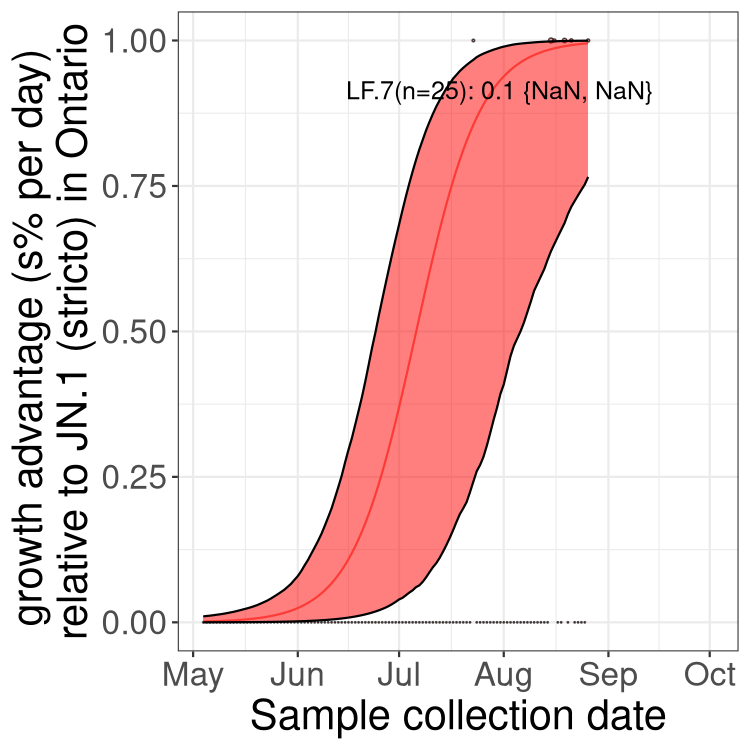 growth advantage (s% per day)
relative to JN.1 (stricto) in Ontario
1.00
0.75
0.50
0.25
0.00
LF.7(n=25): 0.1 {NaN, NaN}
May Jun Jul Aug Sep Oct
Sample collection date